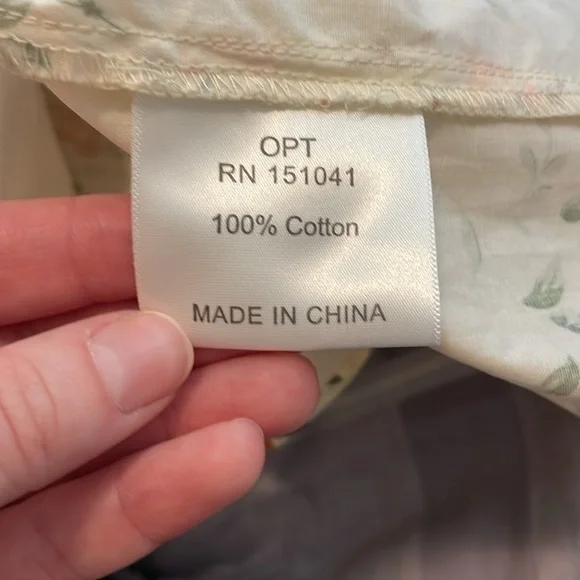 OPT
RN 151041
100% Cotton
MADE IN CHINA